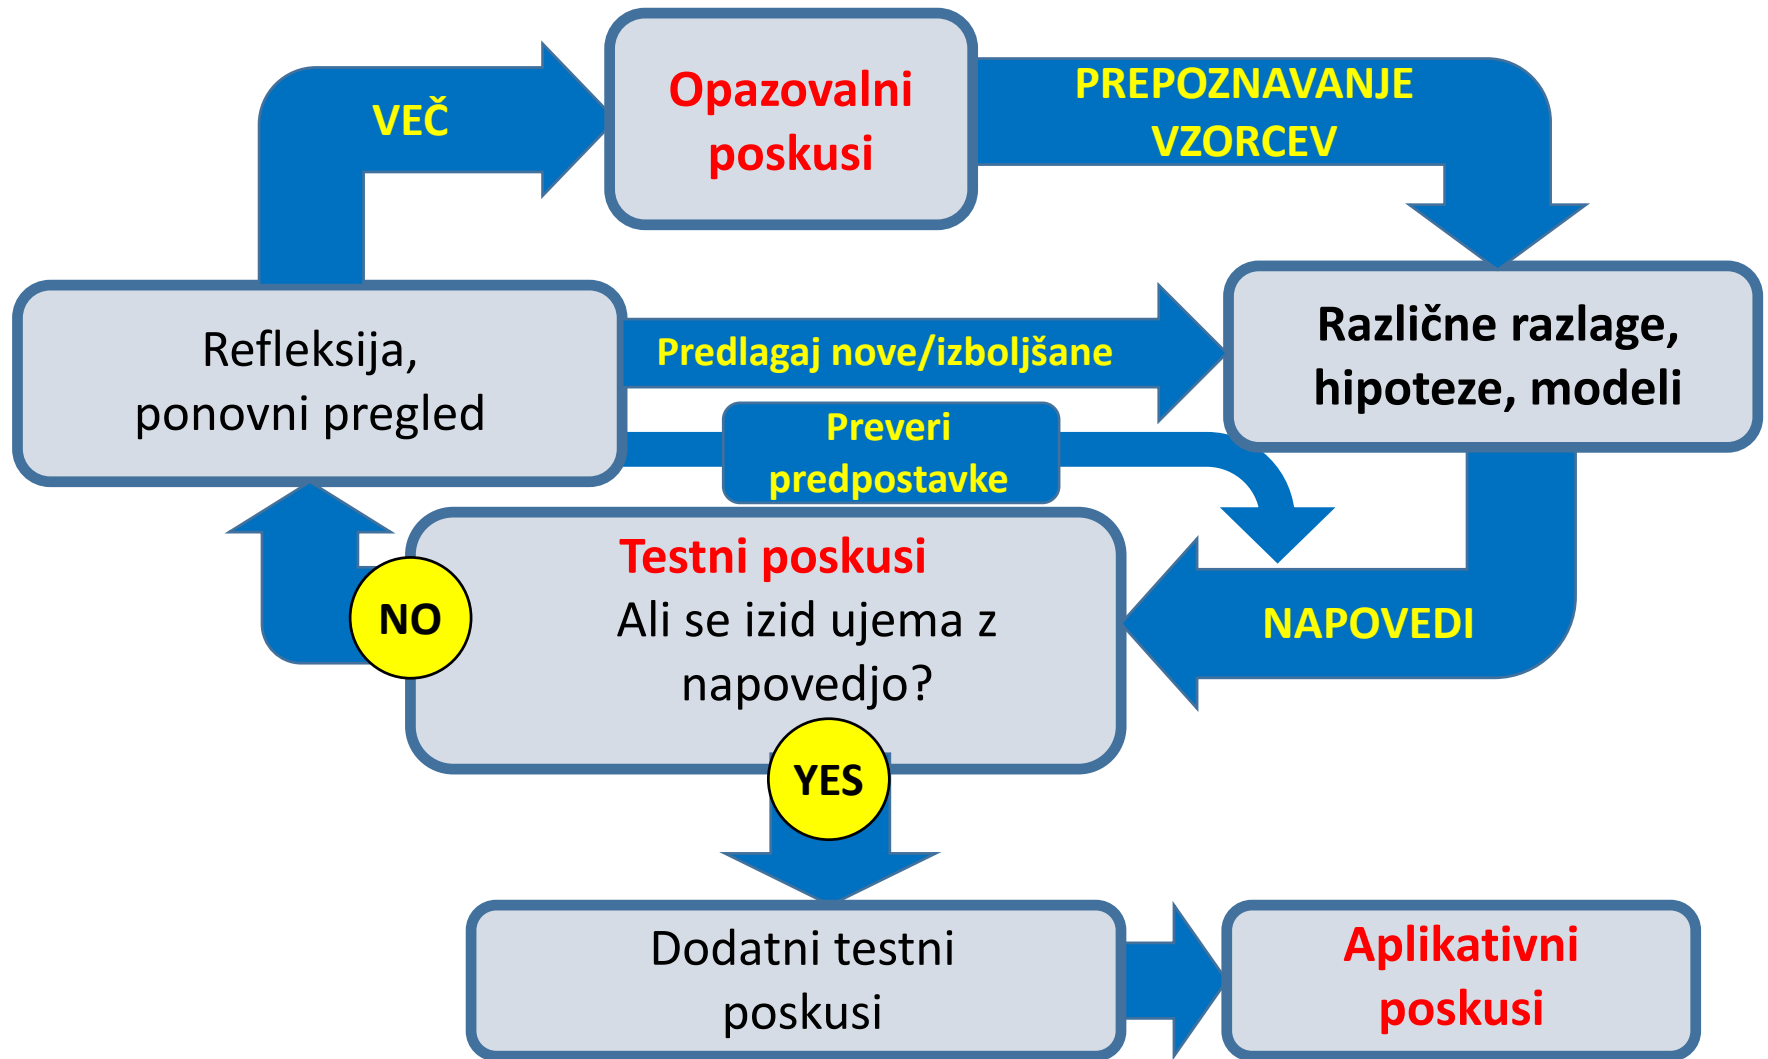 Opazovalni
poskusi
VEČ
PREPOZNAVANJE
VZORCEV
Refleksija,
ponovni pregled
Predlagaj nove/izboljšane
Različne razlage,
hipoteze, modeli
Preveri
predpostavke
Testni poskusi
Ali se izid ujema z
napovedjo?
NO
NAPOVEDI
YES
Dodatni testni
poskusi
Aplikativni
poskusi